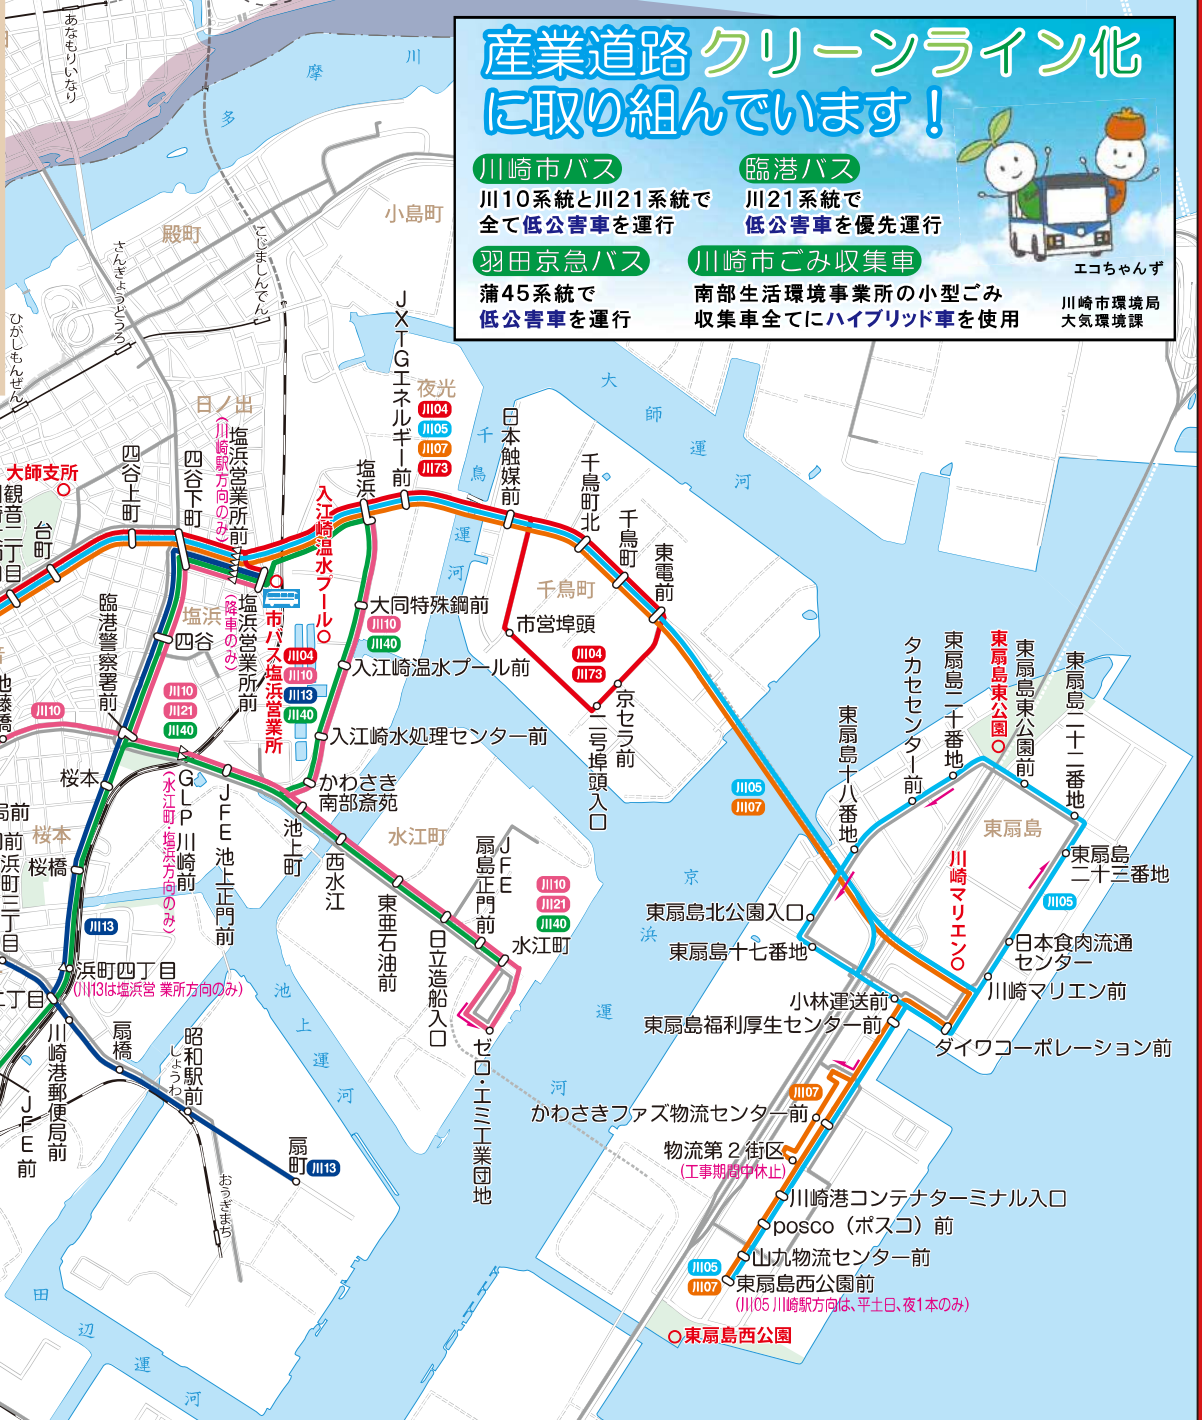 産業道路クリーンライン化
に取り組んでいます！
川崎市バス
川10系統と川21系統で
全て低公害車を運行
臨港バス
川21系統で
低公害車を優先運行
羽田京急バス
蒲45系統で
低公害車を運行
川崎市ごみ収集車
南部生活環境事業所の小型ごみ
収集車全てにハイブリッド車を使用
エコちゃんず
川崎市環境局
大気環境課
あなもりいなり
多摩川
殿町
小島町
さんぎょうどうろ
こじましんでん
ひがしもんぜん
日ノ出
夜光
川04
川05
川07
川73
JXTGエネルギー前
塩浜
日本触媒前
千鳥町北
千鳥町
東電前
千鳥町
市営埠頭
川04
川73
京セラ前
二号埠頭入口
千鳥運河
大師運河
大師支所
観音二丁目
台町
四谷上町
四谷下町
塩浜営業所前
(川崎駅方向のみ)
塩浜営業所前
(降車のみ)
入江崎温水プール
市バス塩浜営業所
川04
川10
川13
川40
大同特殊鋼前
川10
川40
入江崎温水プール前
入江崎水処理センター前
かわさき
南部斎苑
塩浜
四谷
臨港警察署前
川10
川21
川40
川10
桜本
桜本
桜橋
GLP川崎前
(水江町・塩浜方向のみ)
JFE池上正門前
池上町
西水江
水江町
東亜石油前
日立造船入口
JFE
扇島正門前
川10
川21
川40
水江町
ゼロ・エミ工業団地
川13
浜町四丁目
(川13は塩浜営業所方向のみ)
浜町三丁目
川崎港郵便局前
JFE前
扇橋
昭和駅前
しょうわ
扇町
川13
おうぎまち
池上運河
田辺運河
京浜運河
川05
川07
タカセセンター前
東扇島二十番地
東扇島東公園
東扇島東公園前
東扇島二十二番地
東扇島十八番地
東扇島
川崎マリエン
東扇島
二十三番地
川05
日本食肉流通
センター
川崎マリエン前
東扇島北公園入口
東扇島十七番地
小林運送前
東扇島福利厚生センター前
ダイワコーポレーション前
川07
かわさきファズ物流センター前
物流第2街区
(工事期間中休止)
川崎港コンテナターミナル入口
posco（ポスコ）前
山九物流センター前
川05
川07
東扇島西公園前
(川05 川崎駅方向は、平土日、夜1本のみ)
東扇島西公園